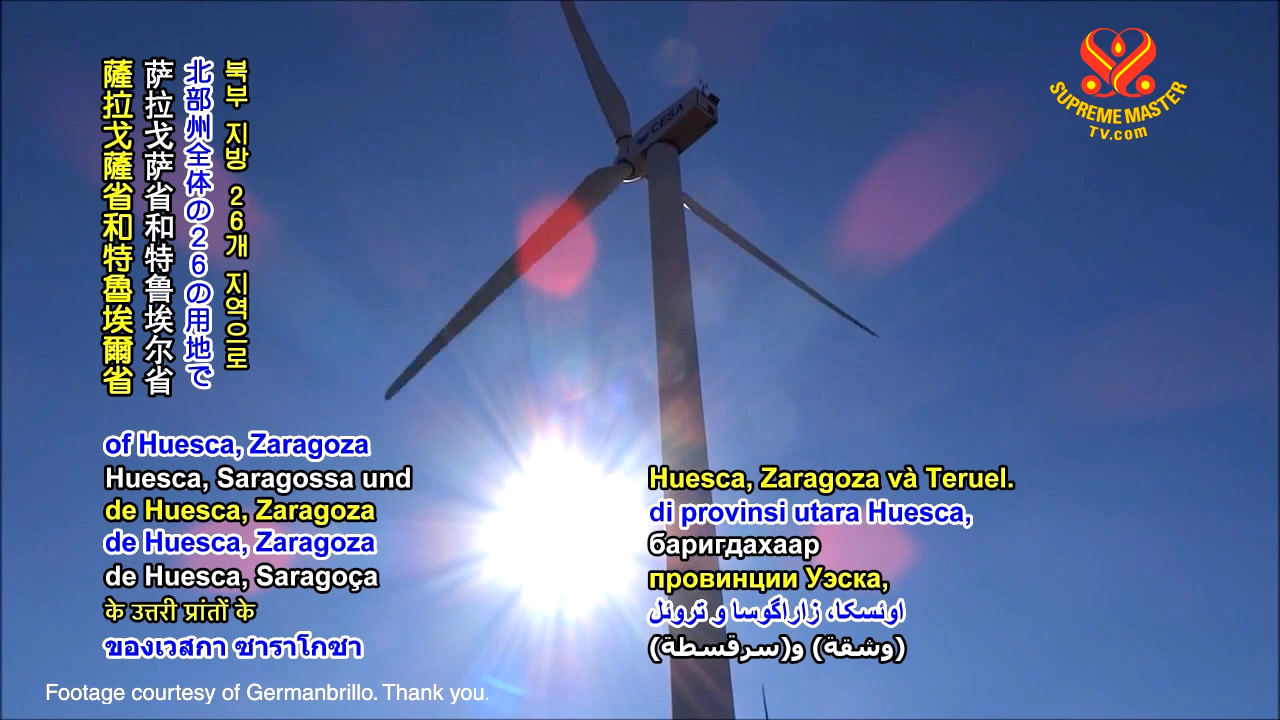 薩拉戈薩省和特魯埃爾省
萨拉戈萨省和特鲁埃尔省
北部州全体の26の用地で
북부 지방 26개 지역으로
SUPREME MASTER
TV.com
GESA
of Huesca, Zaragoza
Huesca, Saragossa und
de Huesca, Zaragoza
de Huesca, Zaragoza
de Huesca, Saragoça
के उत्तरी प्रांतों के
ของเวสกา ซาราโกซา
Huesca, Zaragoza và Teruel.
di provinsi utara Huesca,
баригдахаар
провинции Уэска,
اوئسکا، زاراگوسا و تروئل
(وشقة) و(سرقسطة)
Footage courtesy of Germanbrillo. Thank you.